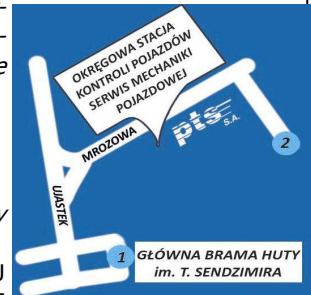 OKRĘGOWA STACJA
KONTROLI POJAZDÓW
SERWIS MECHANIKI
POJAZDOWEJ
MROZOWA
pts
S.A.
2
UJASTEK
1
GŁÓWNA BRAMA HUTY
im. T. SENDZIMIRA
e
y
U